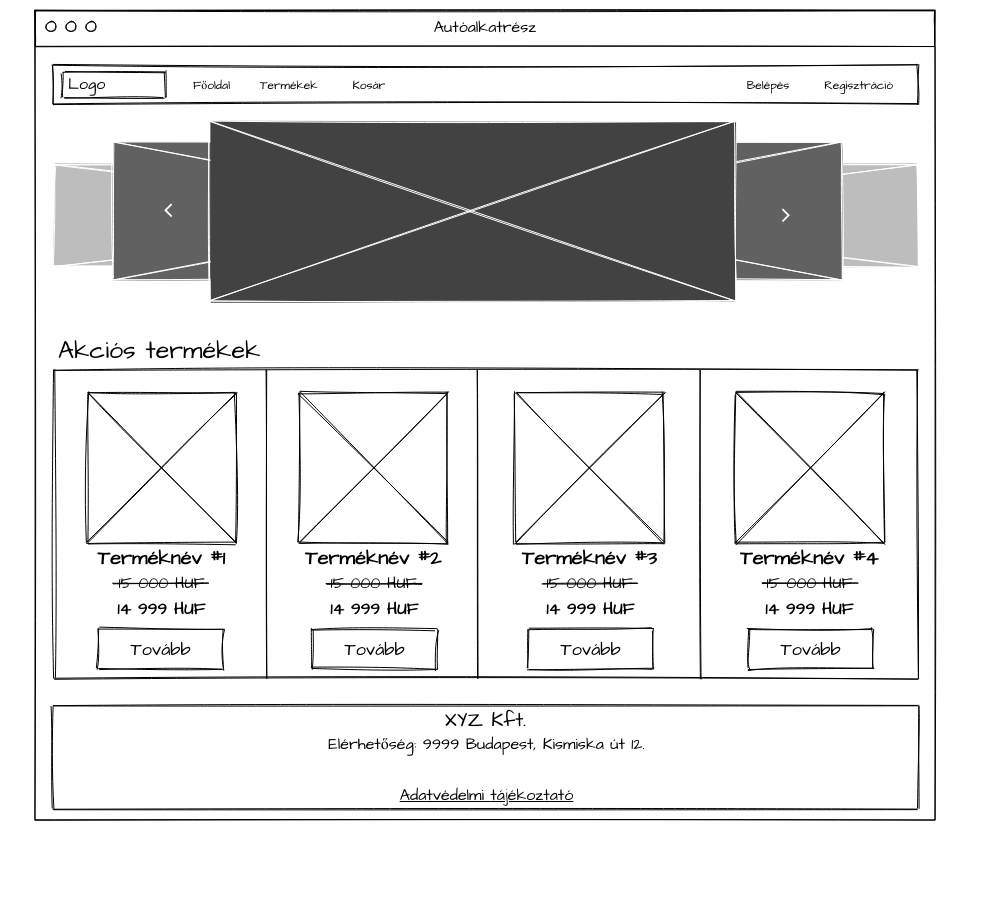 Autóalkatrész
Logo Főoldal Termékek Kosár Belépés Regisztráció
Akciós termékek
Terméknév #1 Terméknév #2 Terméknév #3 Terméknév #4
15 000 HUF 15 000 HUF 15 000 HUF 15 000 HUF
14 999 HUF 14 999 HUF 14 999 HUF 14 999 HUF
Tovább Tovább Tovább Tovább
XYZ Kft.
Elérhetőség: 9999 Budapest, Kismiska út 12.
Adatvédelmi tájékoztató